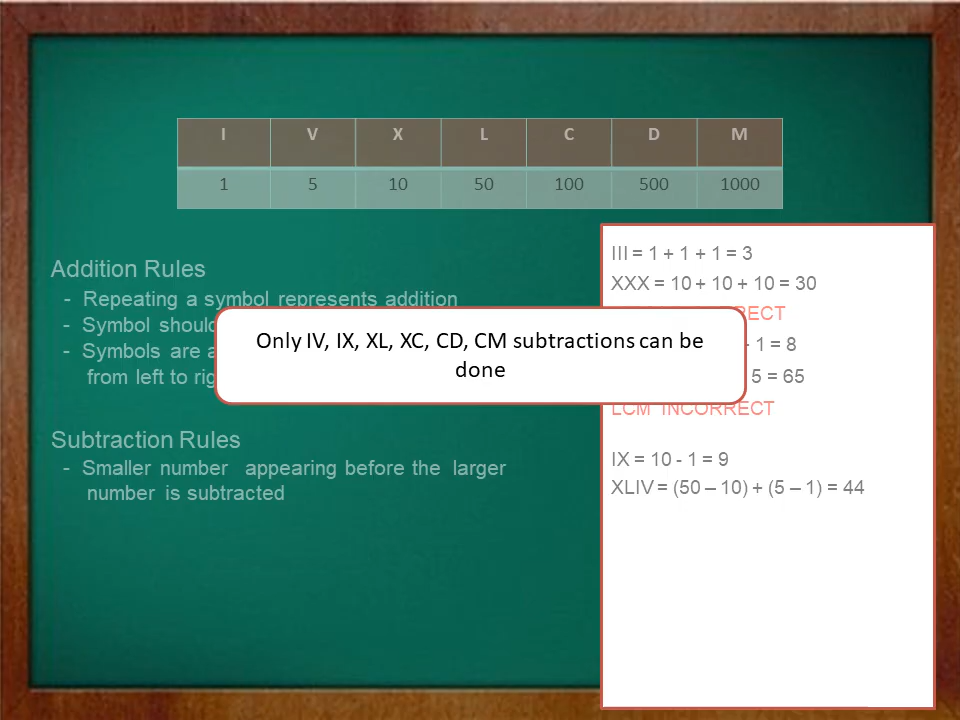 I V X L C D M
1 5 10 50 100 500 1000
Addition Rules
- Repeating a symbol represents addition
- Symbol should
- Symbols are
from left to
Subtraction Rules
- Smaller number appearing before the larger
number is subtracted
Only IV, IX, XL, XC, CD, CM subtractions can be
done
III = 1 + 1 + 1 = 3
XXX = 10 + 10 + 10 = 30
1 = 8
5 = 65
LCM INCORRECT
IX = 10 - 1 = 9
XLIV = (50 – 10) + (5 – 1) = 44